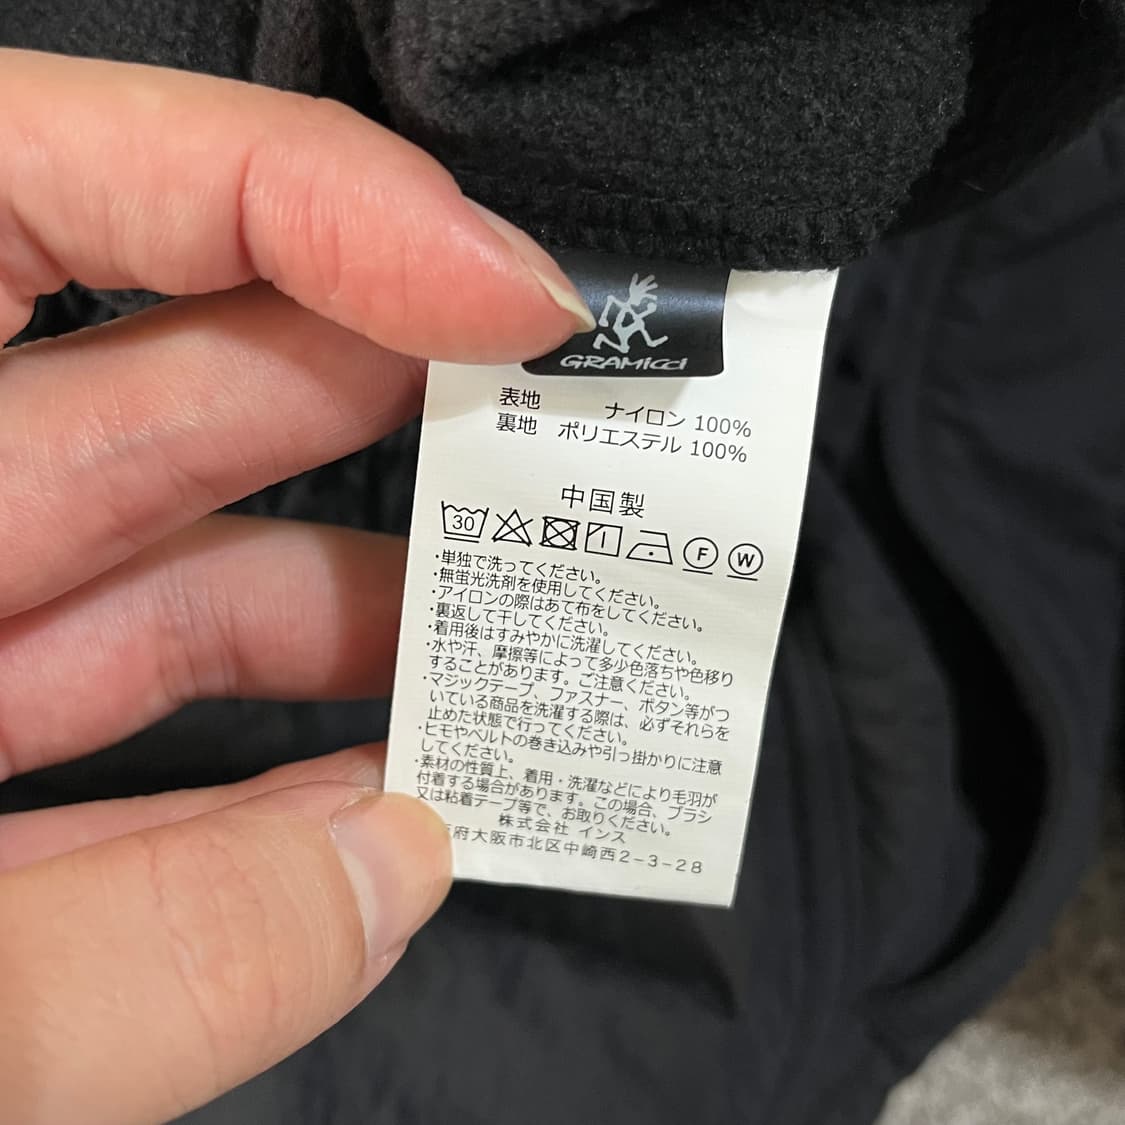 GRAMiCCi
表地 ナイロン 100%
裏地 ポリエステル 100%
中国製
30 F W
・単独で洗ってください。
・無蛍光洗剤を使用してください。
・アイロンの際はあて布をしてください。
・裏返して干してください。
・着用後はすみやかに洗濯してください。
・水や汗、摩擦等によって多少色落ちや色移り
することがあります。ご注意ください。
・マジックテープ、ファスナー、ボタン等がつ
いている商品を洗濯する際は、必ずそれらを
止めた状態で行ってください。
・ヒモやベルトの巻き込みや引っ掛かりに注意
してください。
・素材の性質上、着用・洗濯などにより毛羽が
付着する場合があります。この場合、ブラシ
又は粘着テープ等で、お取りください。
株式会社 インス
府大阪市北区中崎西2-3-28